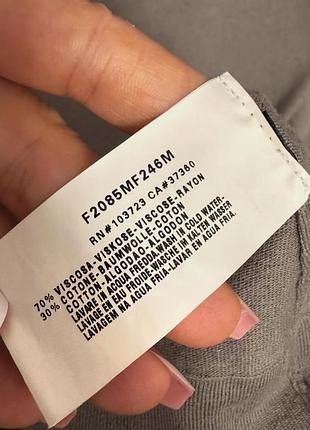 F2085MF246M
RN#103723 CA#37360
70% VISCOSA-VISKOSE-VISCOSE-RAYON
30% COTONE-BAUMWOLLE-COTON
COTTON-ALGODAO-ALGODON
LAVARE IN ACQUA FREDDA.WASH IN COLD WATER.
LAVAGE EN EAU FROIDE-WASCHE IM KALTEN WASSER
LAVAGEM NA AGUA FRIA-LAVAR EN AGUA FRIA.